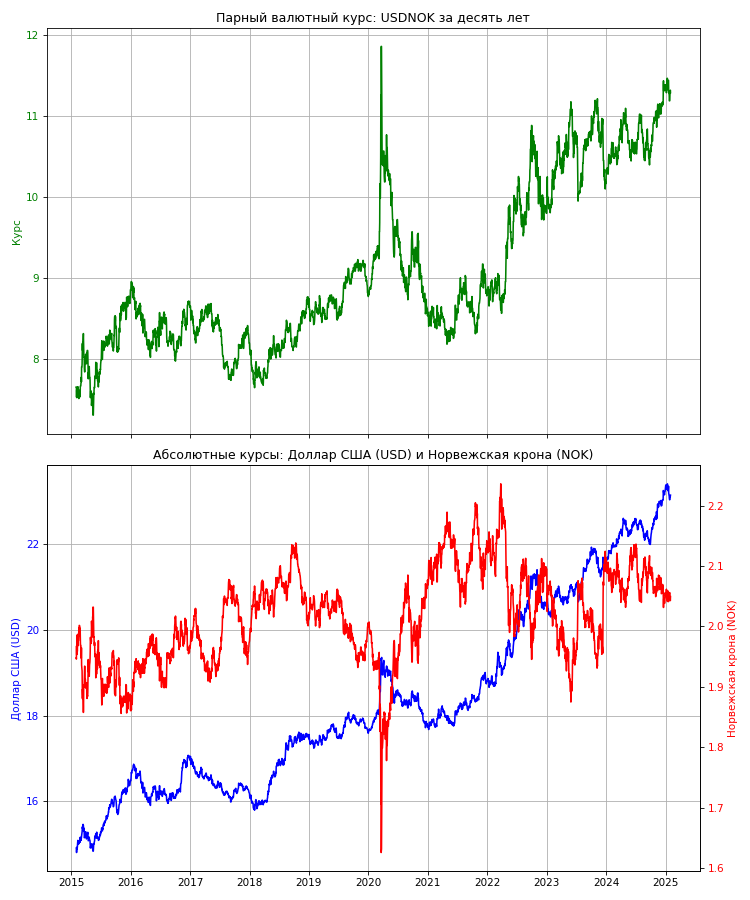 Парный валютный курс: USDNOK за десять лет
12
11
10
9
8
Курс
Абсолютные курсы: Доллар США (USD) и Норвежская крона (NOK)
22
20
18
16
Доллар США (USD)
2.2
2.1
2.0
1.9
1.8
1.7
1.6
Норвежская крона (NOK)
2015 2016 2017 2018 2019 2020 2021 2022 2023 2024 2025